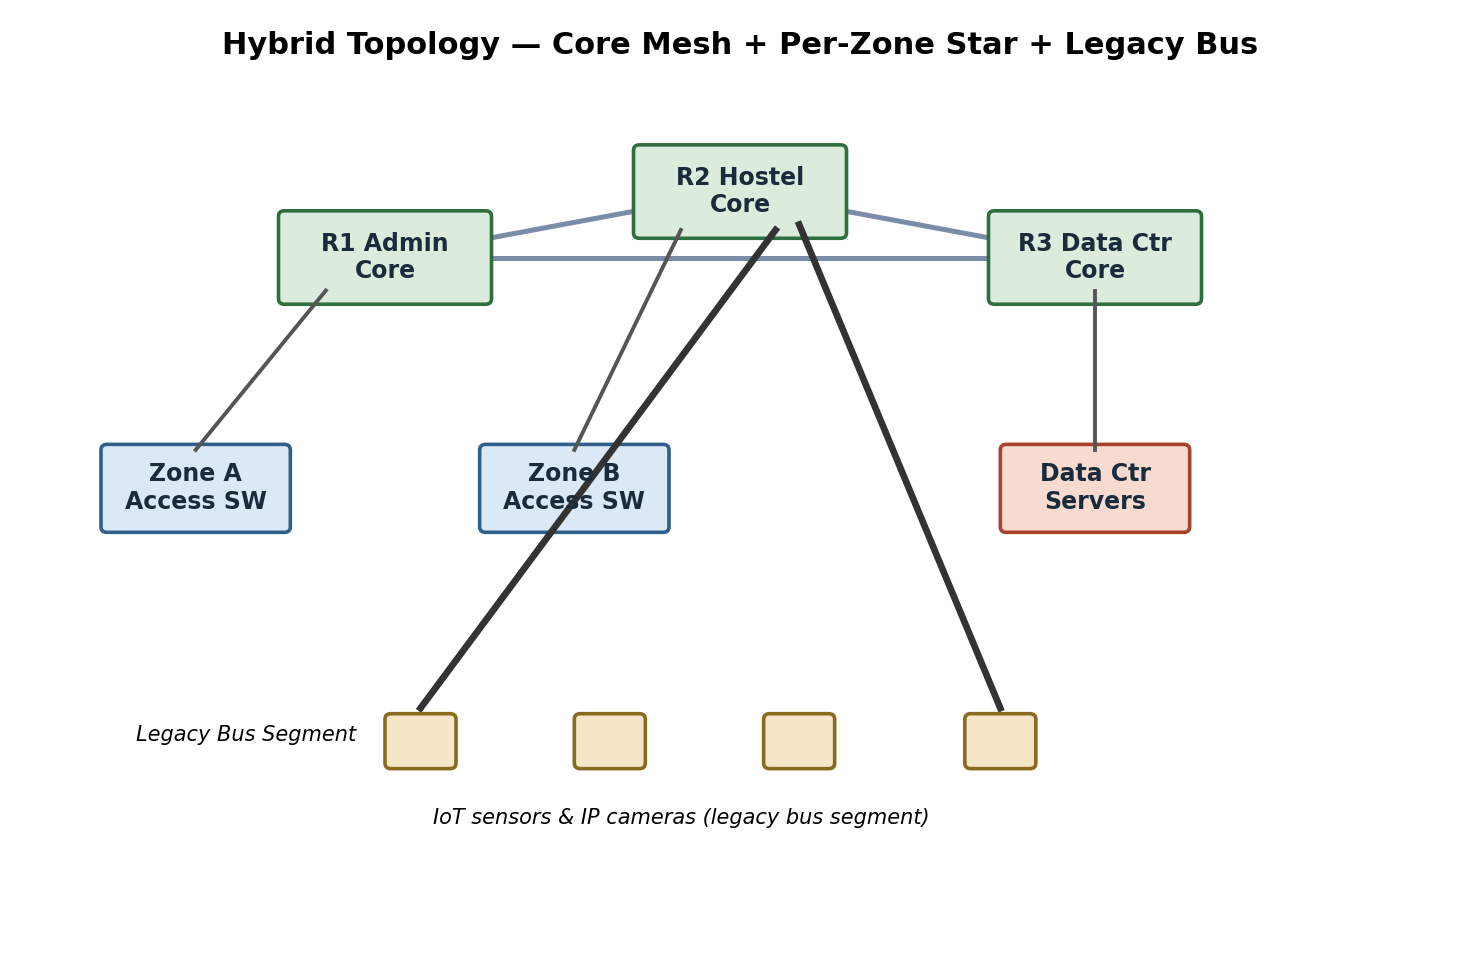 Hybrid Topology — Core Mesh + Per-Zone Star + Legacy Bus
R2 Hostel
Core
R1 Admin
Core
R3 Data Ctr
Core
Zone A
Access SW
Zone B
Access SW
Data Ctr
Servers
Legacy Bus Segment
IoT sensors & IP cameras (legacy bus segment)